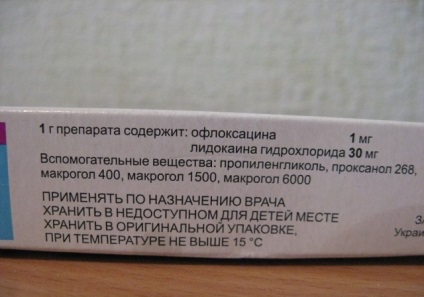 1 г препарата содержит: офлоксацина 1 мг
лидокаина гидрохлорида 30 мг
Вспомогательные вещества: пропиленгликоль, проксанол 268,
макрогол 400, макрогол 1500, макрогол 6000
ПРИМЕНЯТЬ ПО НАЗНАЧЕНИЮ ВРАЧА
ХРАНИТЬ В НЕДОСТУПНОМ ДЛЯ ДЕТЕЙ МЕСТЕ
ХРАНИТЬ В ОРИГИНАЛЬНОЙ УПАКОВКЕ,
ПРИ ТЕМПЕРАТУРЕ НЕ ВЫШЕ 15 °С